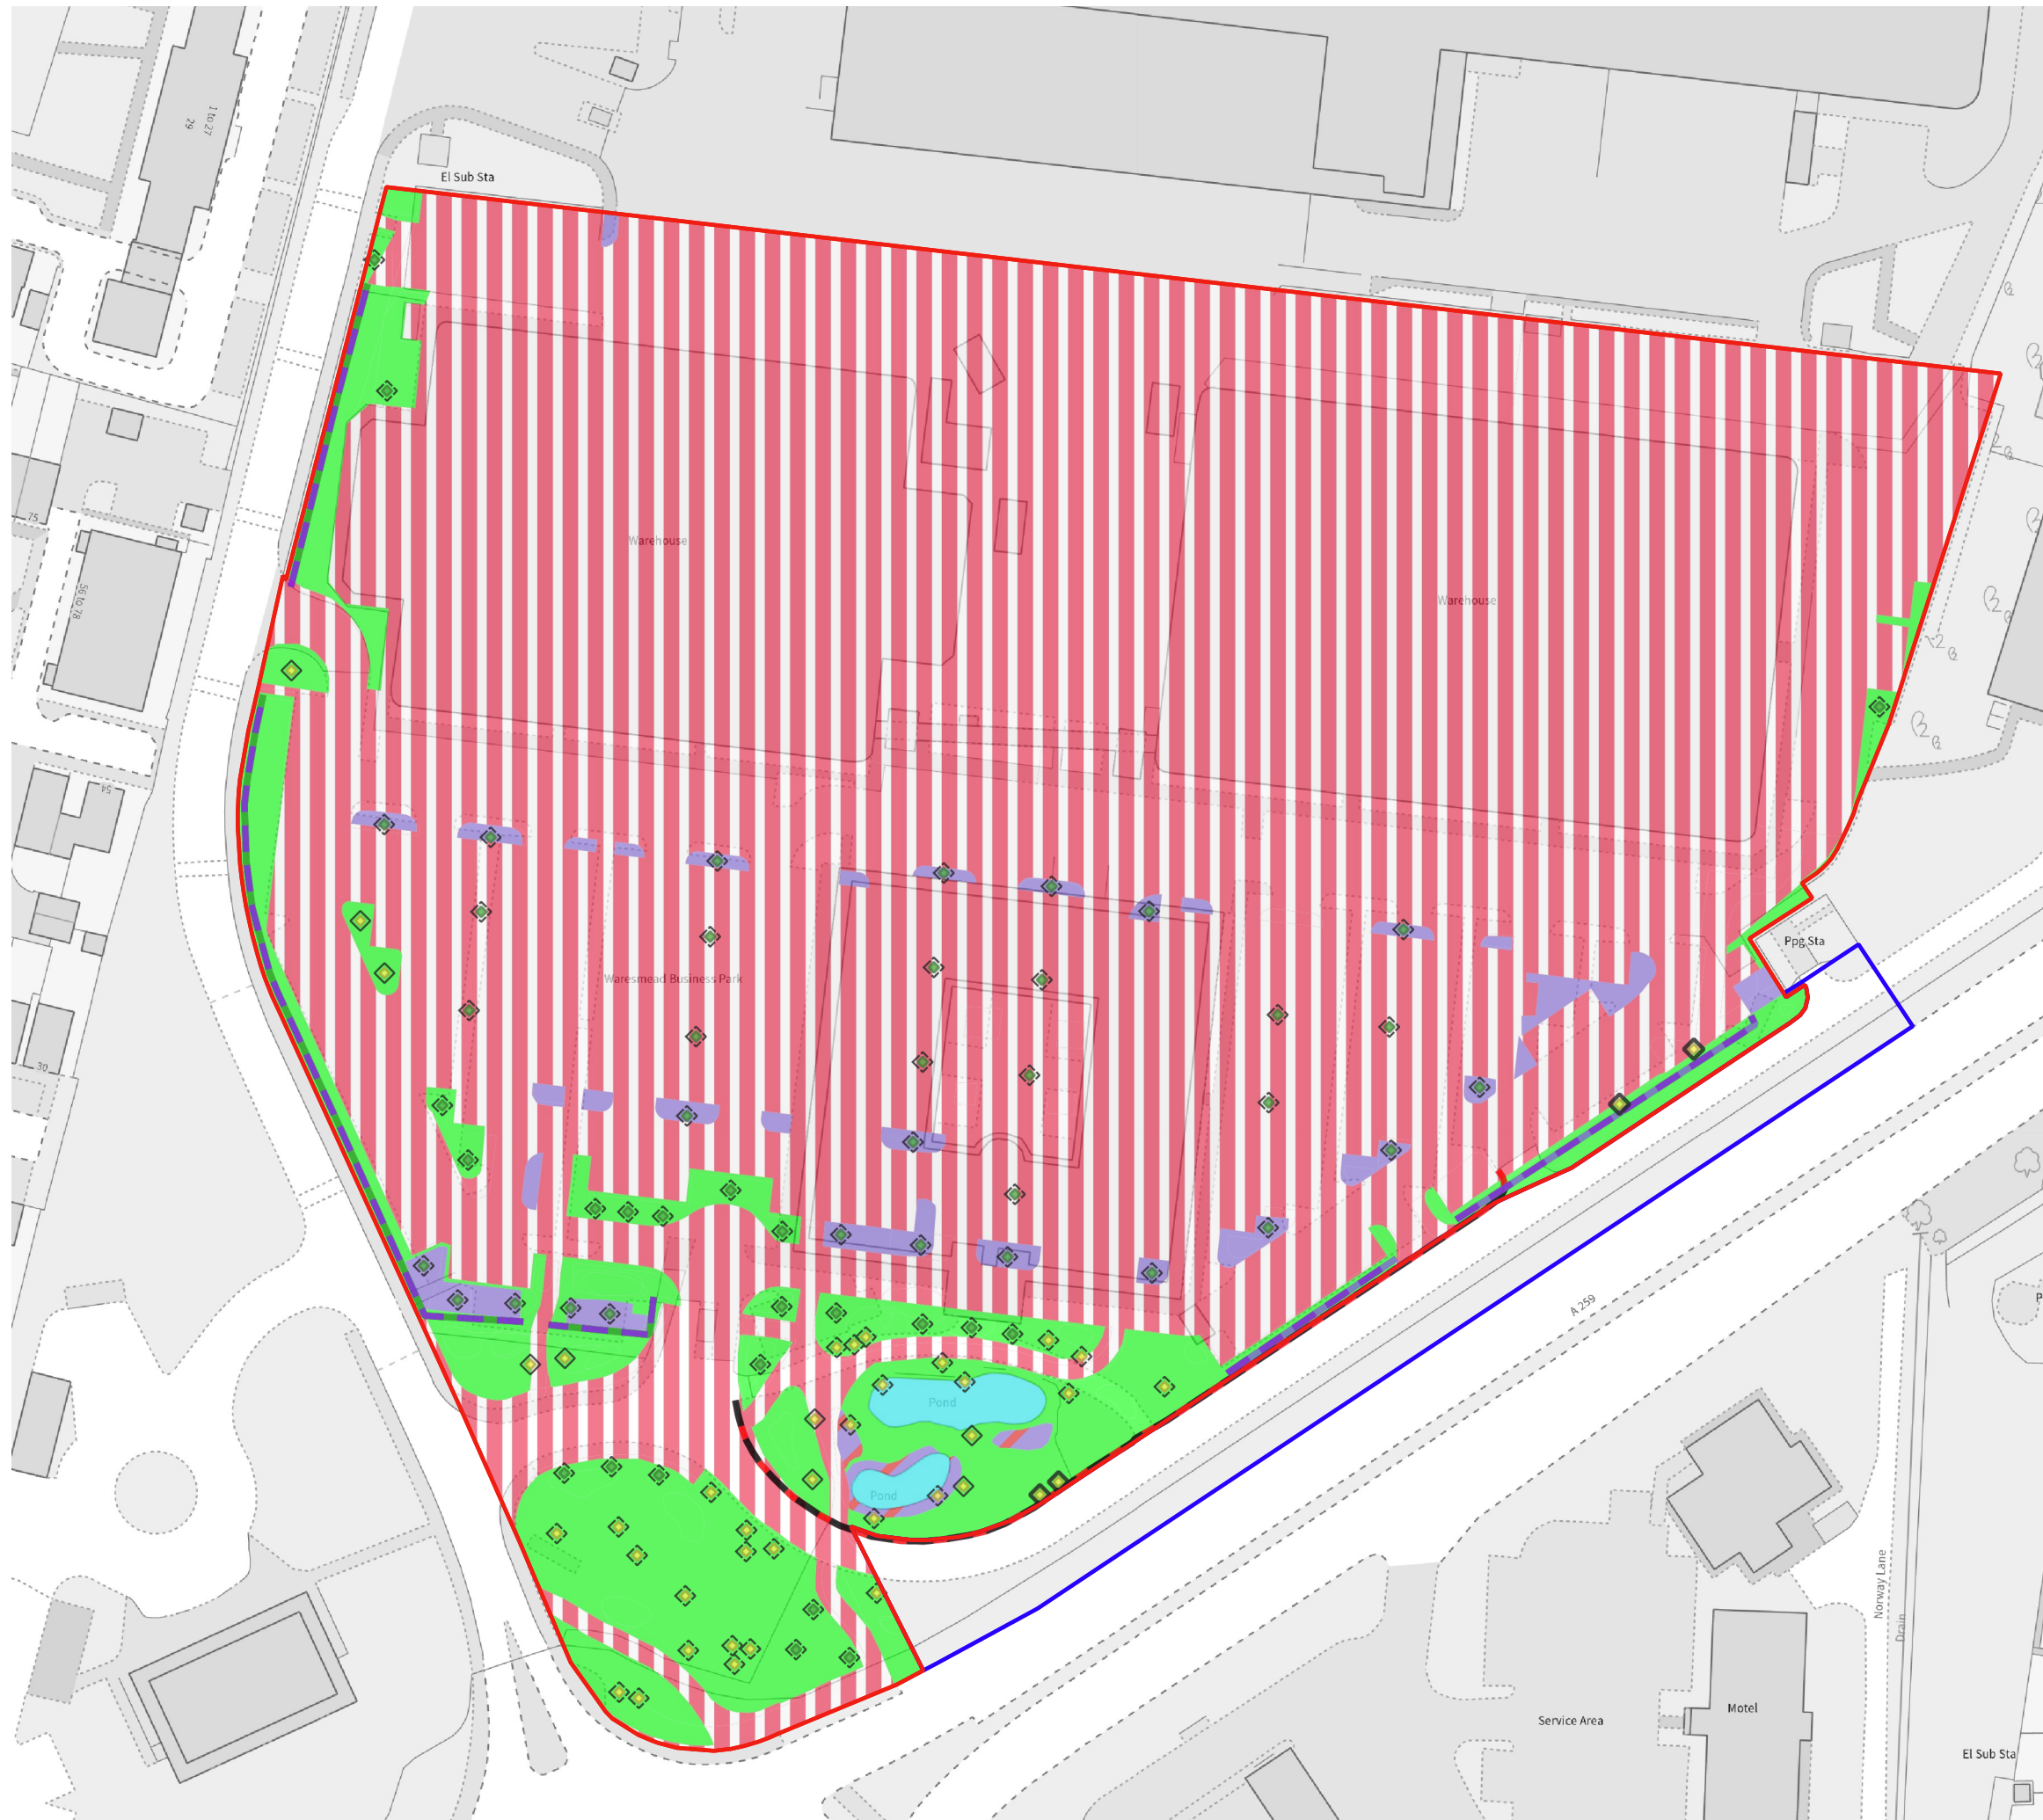 1 to 27
29
El Sub Sta
75
Warehouse
56 to 78
Warehouse
54
Ppg Sta
Waresmead Business Park
30
A 259
P
Pond
Pond
Norway Lane
Drain
Motel
Service Area
El Sub Sta